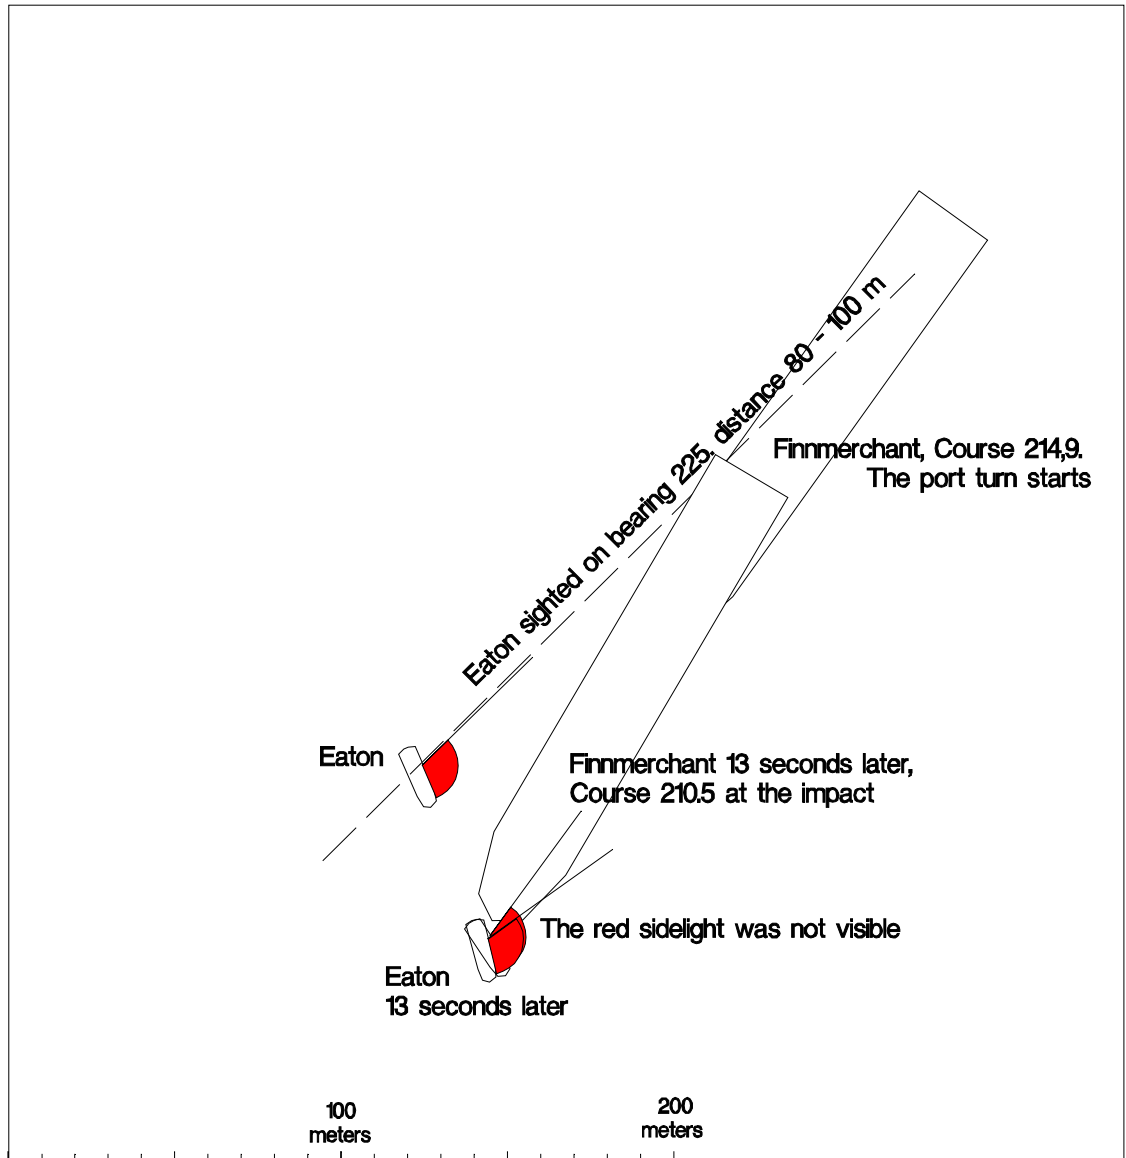 Eaton sighted on bearing 225, distance 80 - 100 m
Finnmerchant, Course 214,9.
The port turn starts
Eaton
Finnmerchant 13 seconds later,
Course 210.5 at the impact
The red sidelight was not visible
Eaton
13 seconds later
100
meters
200
meters